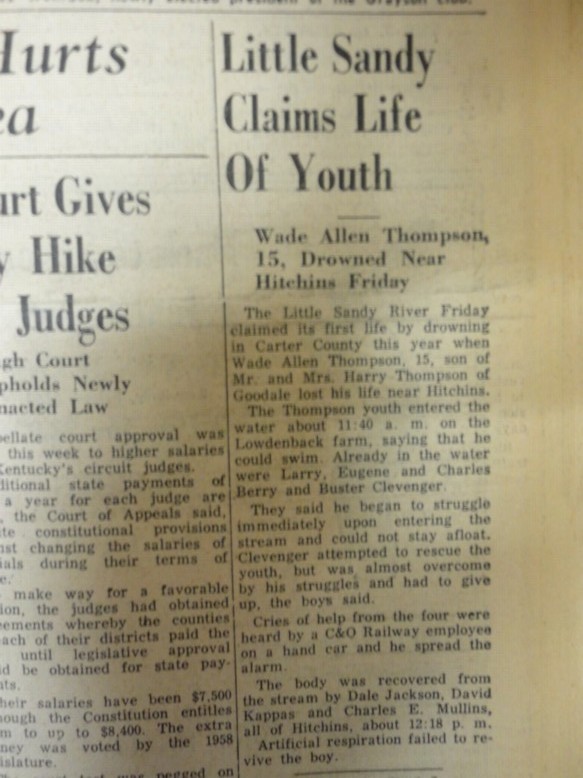 president of the Grayson Club.
Hurts
ea
urt Gives
y Hike
Judges
gh Court
pholds Newly
nacted Law
pellate court approval was
this week to higher salaries
Kentucky's circuit judges.
ditional state payments of
a year for each judge are
, the Court of Appeals said,
ite constitutional provisions
nst changing the salaries of
ials during their terms of
e.
make way for a favorable
ion, the judges had obtained
eements whereby the counties
ach of their districts paid the
until legislative approval
ld be obtained for state pay-
nts.
heir salaries have been $7,500
hough the Constitution entitles
m to up to $8,400. The extra
ney was voted by the 1958
islature.
was pegged on
Little Sandy
Claims Life
Of Youth
Wade Allen Thompson,
15, Drowned Near
Hitchins Friday
The Little Sandy River Friday
claimed its first life by drowning
in Carter County this year when
Wade Allen Thompson, 15, son of
Mr. and Mrs. Harry Thompson of
Goodale lost his life near Hitchins.
The Thompson youth entered the
water about 11:40 a. m. on the
Lowdenback farm, saying that he
could swim. Already in the water
were Larry, Eugene and Charles
Berry and Buster Clevenger.
They said he began to struggle
immediately upon entering the
stream and could not stay afloat.
Clevenger attempted to rescue the
youth, but was almost overcome
by his struggles and had to give
up, the boys said.
Cries of help from the four were
heard by a C&O Railway employee
on a hand car and he spread the
alarm.
The body was recovered from
the stream by Dale Jackson, David
Kappas and Charles E. Mullins,
all of Hitchins, about 12:18 p. m.
Artificial respiration failed to re-
vive the boy.